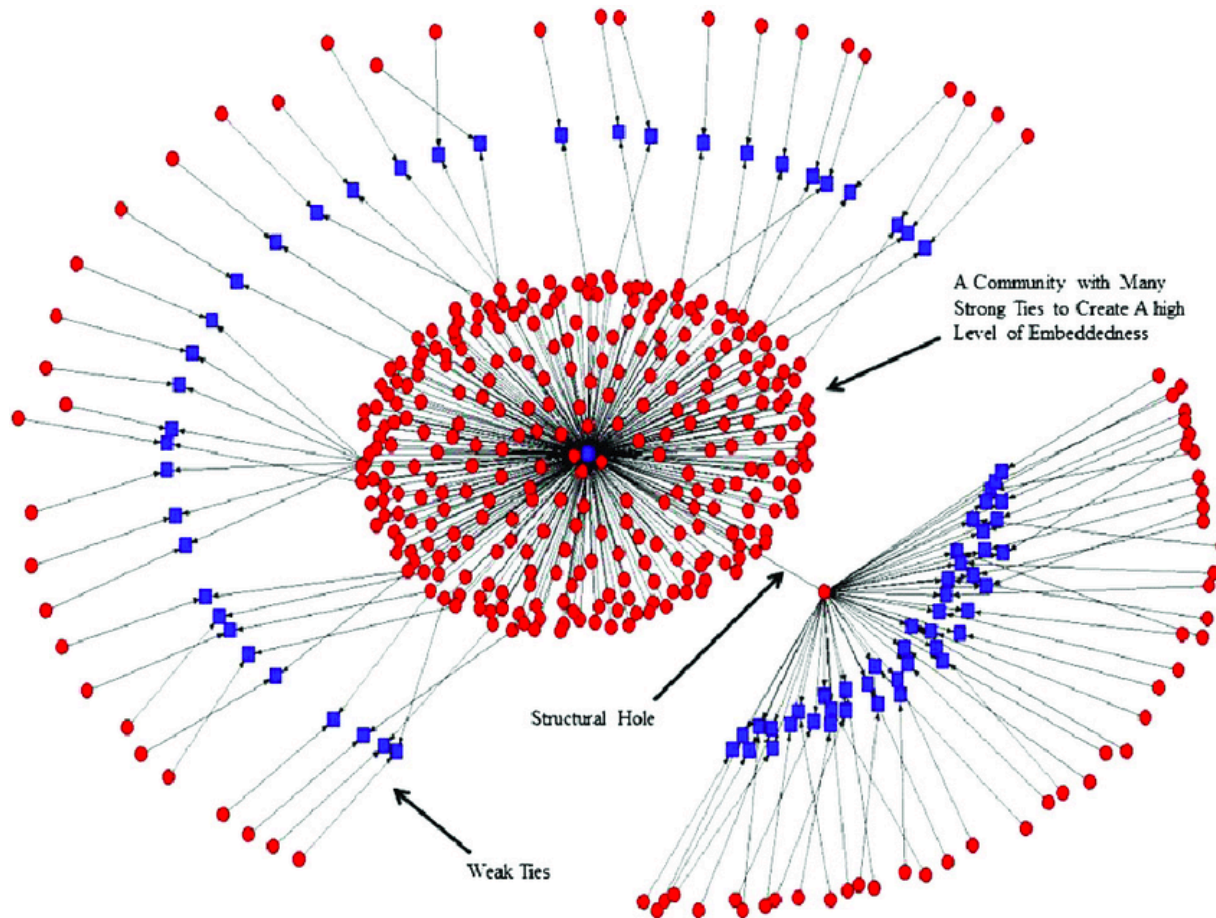 A Community with Many
Strong Ties to Create A high
Level of Embeddedness
Structural Hole
Weak Ties